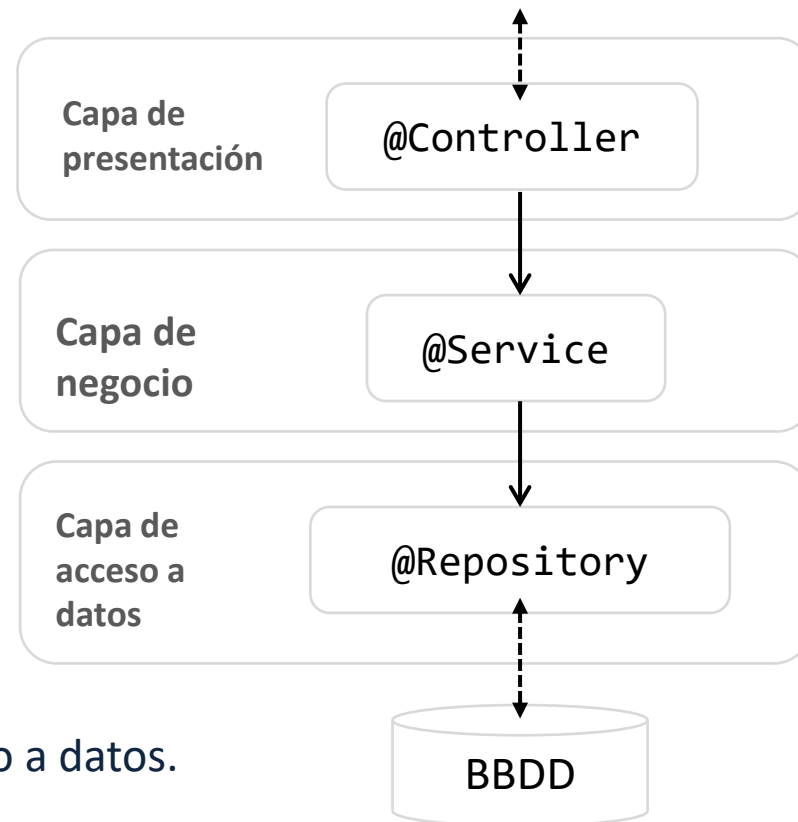 Capa de
presentación
@Controller
Capa de
negocio
@Service
Capa de
acceso a
datos
@Repository
o a datos.
BBDD